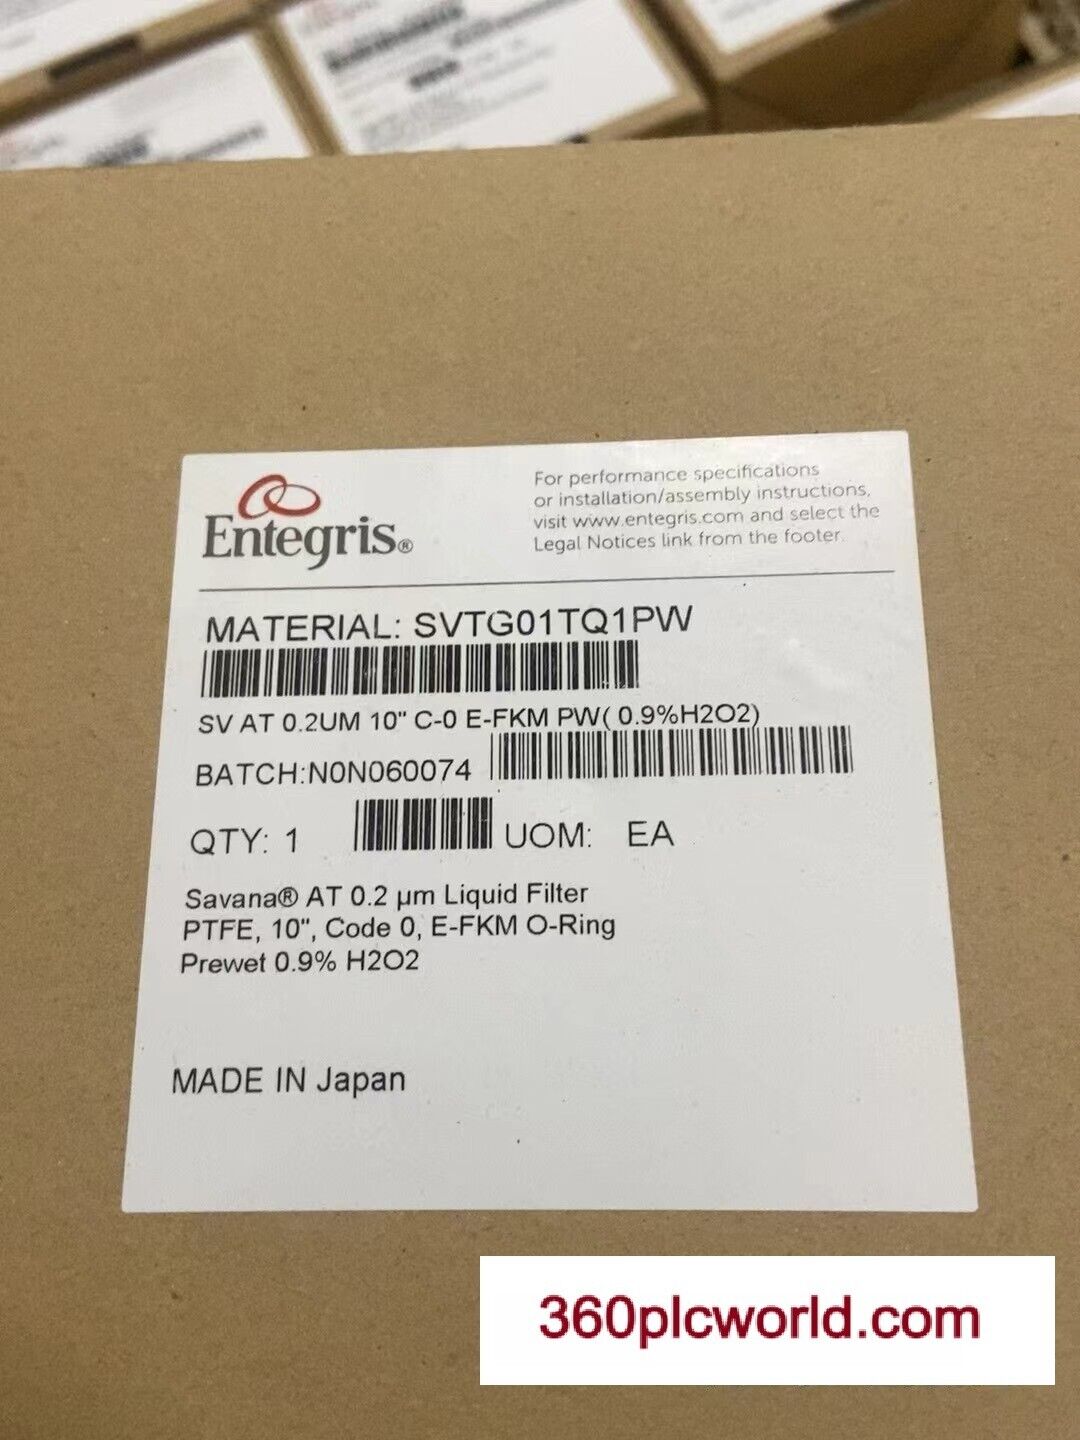 Entegris®
For performance specifications
or installation/assembly instructions,
visit www.entegris.com and select the
Legal Notices link from the footer.
MATERIAL: SVTG01TQ1PW
SV AT 0.2UM 10" C-0 E-FKM PW( 0.9%H2O2)
BATCH:N0N060074
QTY: 1 UOM: EA
Savana® AT 0.2 µm Liquid Filter
PTFE, 10", Code 0, E-FKM O-Ring
Prewet 0.9% H2O2
MADE IN Japan
360plcworld.com